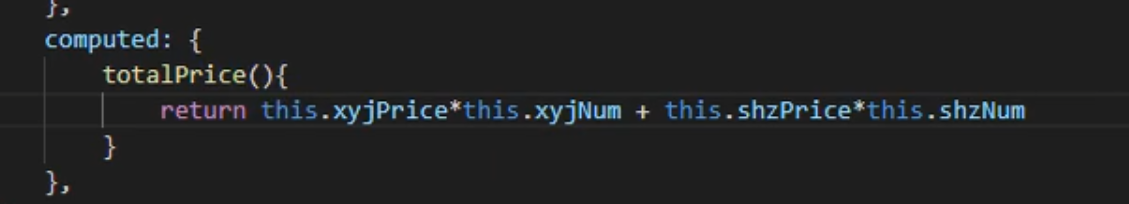 },
computed: {
totalPrice(){
return this.xyjPrice*this.xyjNum + this.shzPrice*this.shzNum
}
},